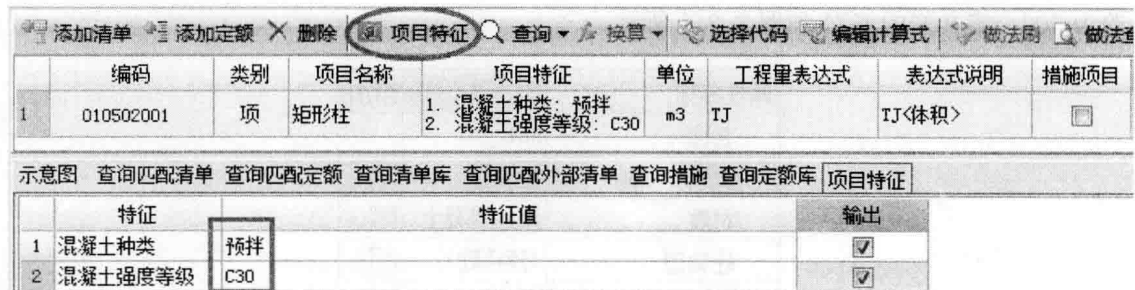 添加清单 添加定额 删除 项目特征 查询 换算 选择代码 编辑计算式 做法刷 做法查
编码 类别 项目名称 项目特征 单位 工程量表达式 表达式说明 措施项目
1 010502001 项 矩形柱 1. 混凝土种类: 预拌 m3 TJ TJ<体积>
2. 混凝土强度等级: C30
示意图 查询匹配清单 查询匹配定额 查询清单库 查询匹配外部清单 查询措施 查询定额库 项目特征
特征 特征值 输出
1 混凝土种类 预拌
2 混凝土强度等级 C30